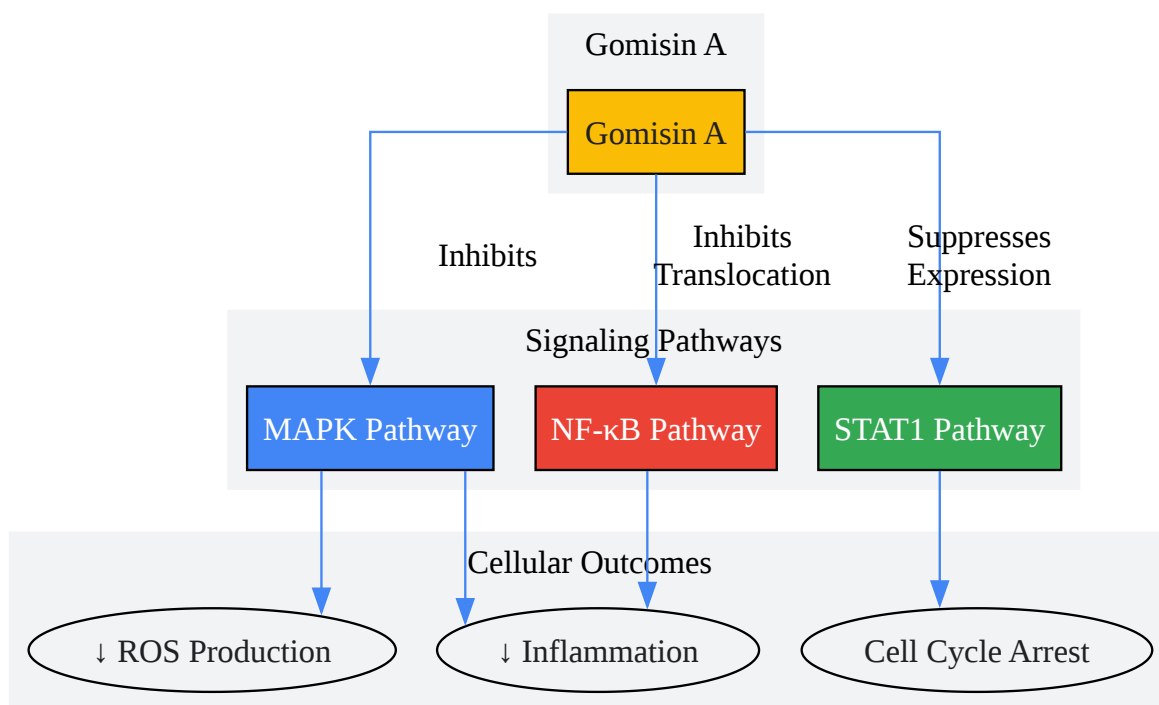 Gomisin A
Gomisin A
Inhibits
Inhibits
Translocation
Suppresses
Expression
Signaling Pathways
MAPK Pathway
NF-κB Pathway
STAT1 Pathway
Cellular Outcomes
↓ ROS Production
↓ Inflammation
Cell Cycle Arrest